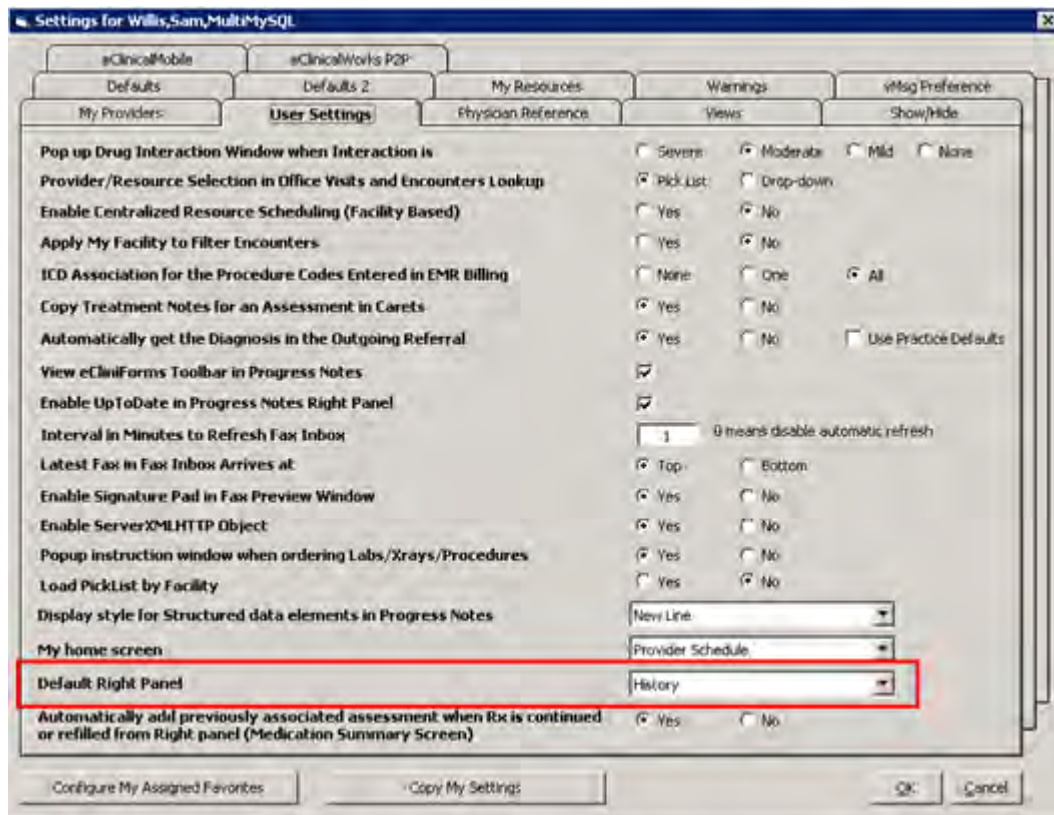 Settings for Willis,Sam,MultiMySQL
eClinicalMobile eClinicalWorks P2P
Defaults Defaults 2 My Resources Warnings vMsg Preference
My Providers User Settings Physician Reference Views Show/Hide
Pop up Drug Interaction Window when Interaction is Severe Moderate Mild None
Provider/Resource Selection in Office Visits and Encounters Lookup Pick List Drop-down
Enable Centralized Resource Scheduling (Facility Based) Yes No
Apply My Facility to Filter Encounters Yes No
ICD Association for the Procedure Codes Entered in EMR Billing None One All
Copy Treatment Notes for an Assessment in Carets Yes No
Automatically get the Diagnosis in the Outgoing Referral Yes No Use Practice Defaults
View eCliniForms Toolbar in Progress Notes
Enable UpToDate in Progress Notes Right Panel
Interval in Minutes to Refresh Fax Inbox 1 0 means disable automatic refresh
Latest Fax in Fax Inbox Arrives at Top Bottom
Enable Signature Pad in Fax Preview Window Yes No
Enable ServerXMLHTTP Object Yes No
Popup instruction window when ordering Labs/Xrays/Procedures Yes No
Load PickList by Facility Yes No
Display style for Structured data elements in Progress Notes New Line
My home screen Provider Schedule
Default Right Panel History
Automatically add previously associated assessment when Rx is continued Yes No
or refilled from Right panel (Medication Summary Screen)
Configure My Assigned Favorites Copy My Settings OK Cancel